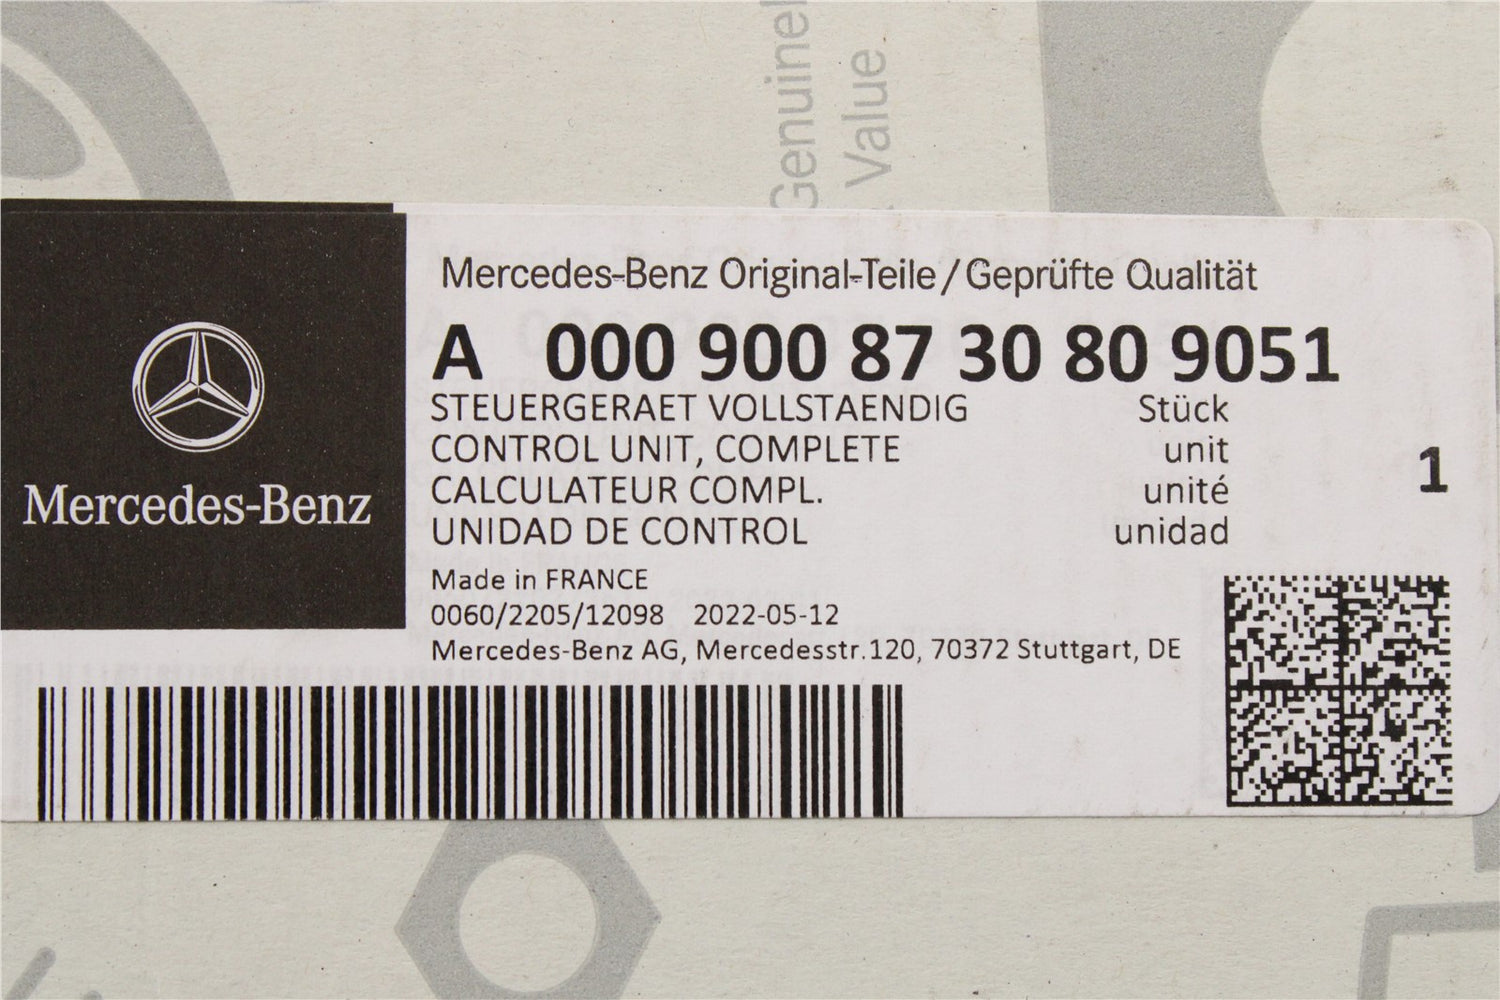 Genuine
Value
Mercedes-Benz
Mercedes-Benz Original-Teile/Geprüfte Qualität
A 000 900 87 30 80 9051
STEUERGERAET VOLLSTAENDIG Stück
CONTROL UNIT, COMPLETE unit
CALCULATEUR COMPL. unité
UNIDAD DE CONTROL unidad
1
Made in FRANCE
0060/2205/12098 2022-05-12
Mercedes-Benz AG, Mercedesstr.120, 70372 Stuttgart, DE